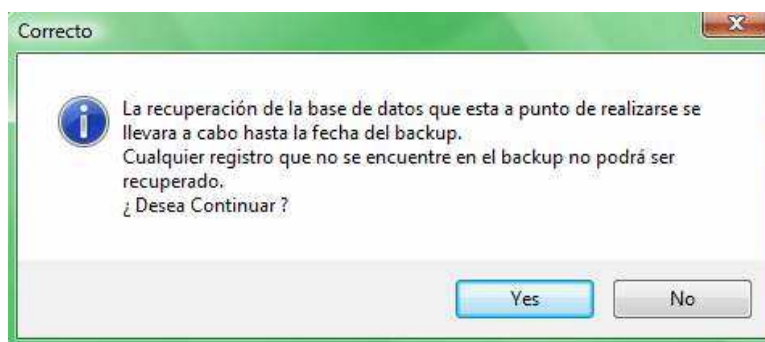 Correcto
La recuperación de la base de datos que esta a punto de realizarse se
llevara a cabo hasta la fecha del backup.
Cualquier registro que no se encuentre en el backup no podrá ser
recuperado.
¿ Desea Continuar ?
Yes No